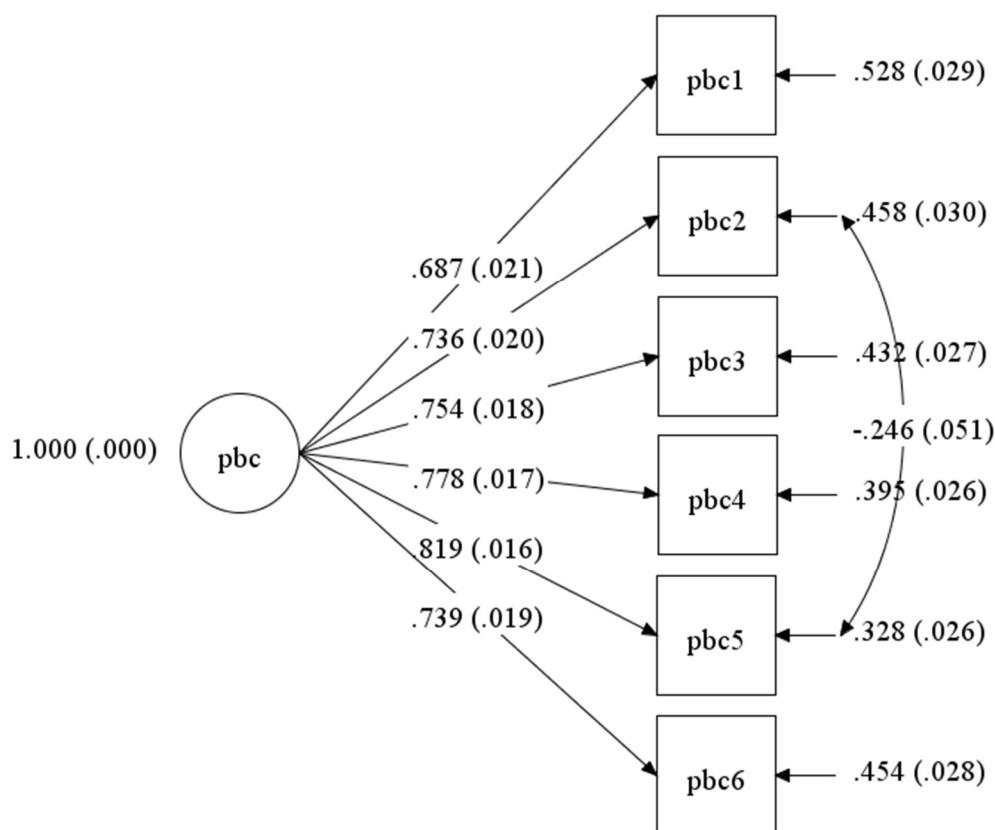 pbc1
.528 (.029)
pbc2
.458 (.030)
.687 (.021)
.736 (.020)
pbc3
.432 (.027)
.754 (.018)
-.246 (.051)
1.000 (.000)
pbc
.778 (.017)
pbc4
.395 (.026)
.819 (.016)
.739 (.019)
pbc5
.328 (.026)
pbc6
.454 (.028)